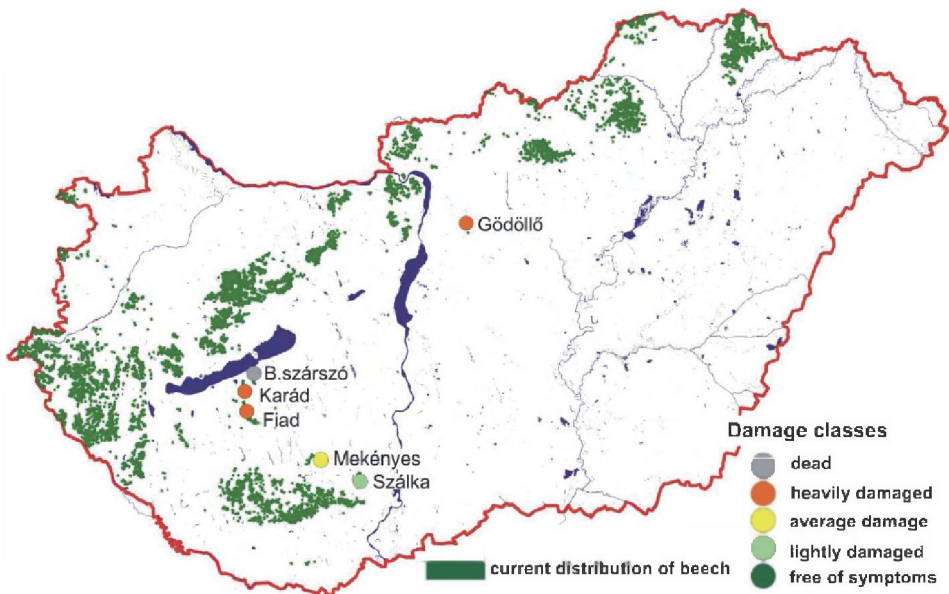 Gödöllő
B.szárszó
Karád
Fiad
Mekényes
Szálka
Damage classes
dead
heavily damaged
average damage
lightly damaged
free of symptoms
current distribution of beech